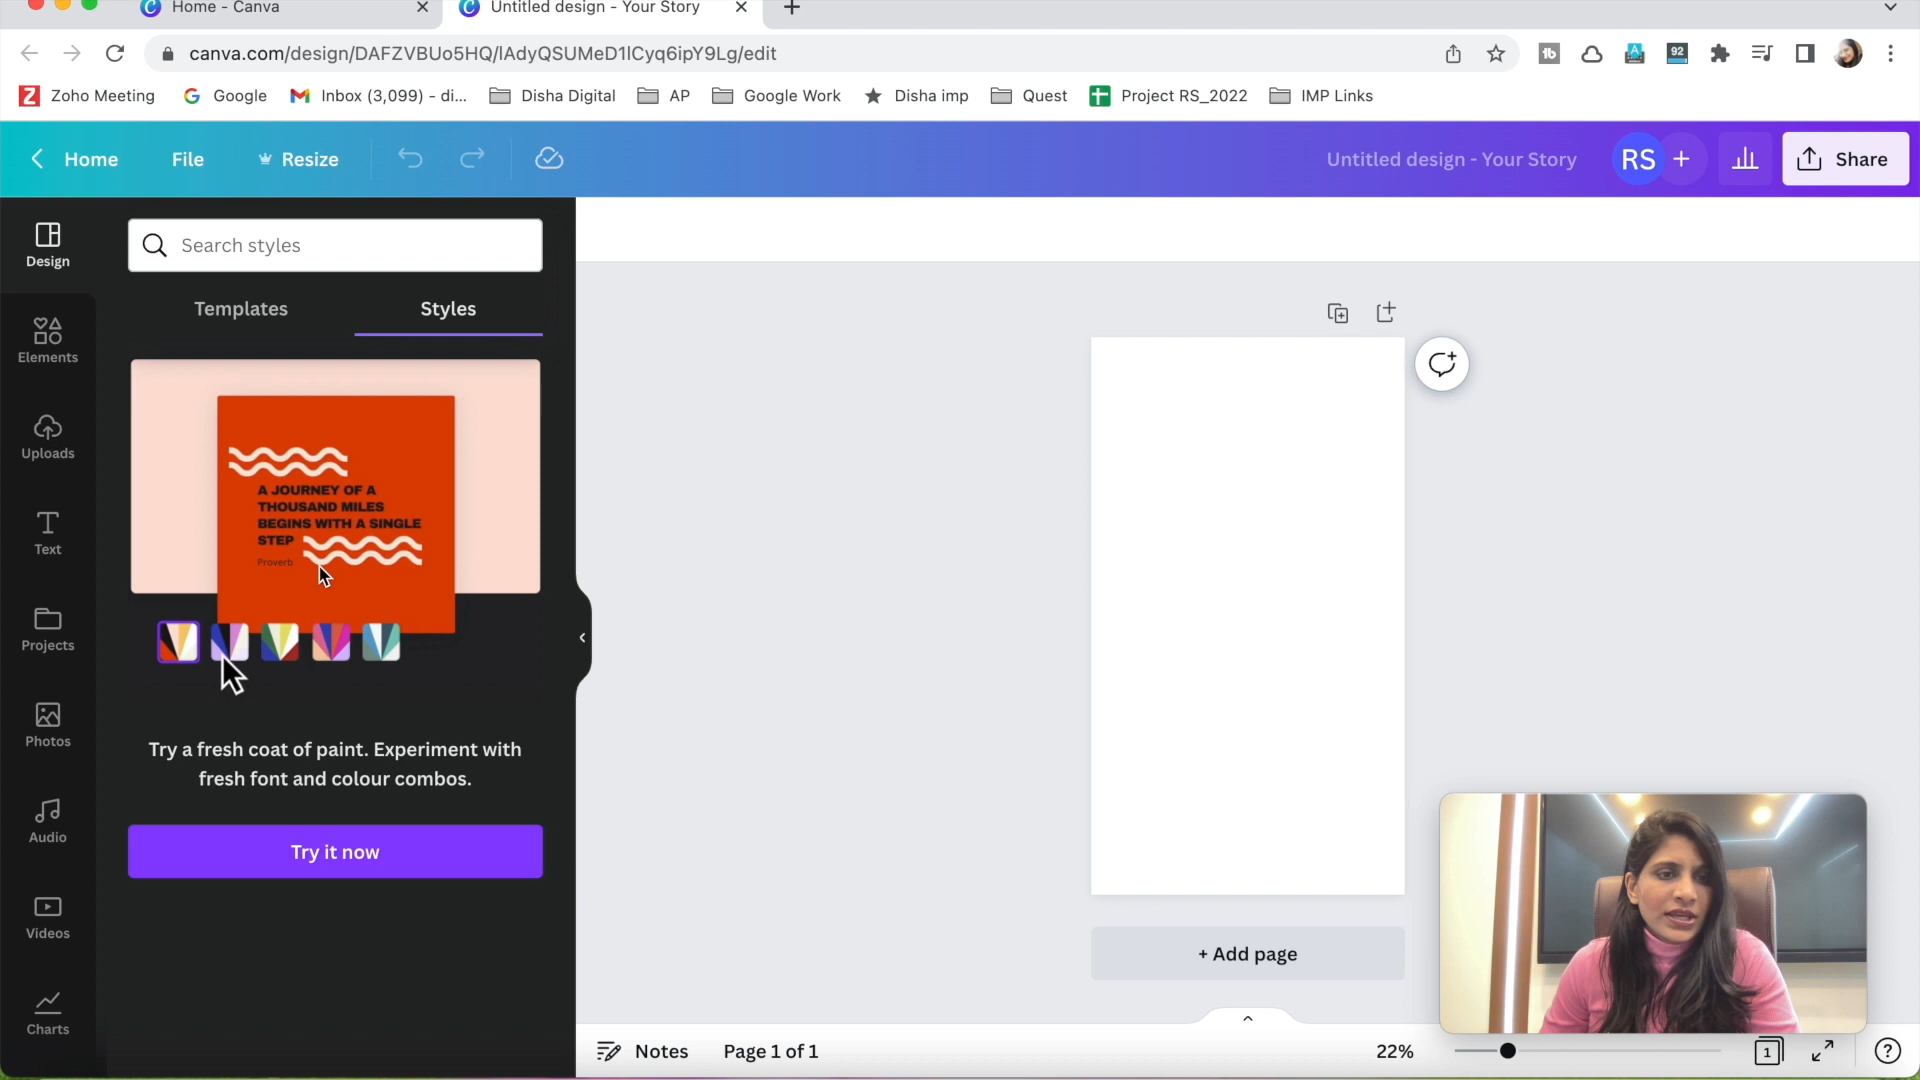 Home - Canva
Untitled design - Your Story
canva.com/design/DAFZVBUo5HQ/lAdyQSUMeD1lCyq6ipY9Lg/edit
92
Zoho Meeting
Google
Inbox (3,099) - di...
Disha Digital
AP
Google Work
Disha imp
Quest
Project RS_2022
IMP Links
Home
File
Resize
Untitled design - Your Story
RS
Share
Design
Elements
Uploads
Text
Projects
Photos
Audio
Videos
Charts
Search styles
Templates
Styles
A JOURNEY OF A
THOUSAND MILES
BEGINS WITH A SINGLE
STEP
Proverb
Try a fresh coat of paint. Experiment with
fresh font and colour combos.
Try it now
+ Add page
Notes
Page 1 of 1
22%
1